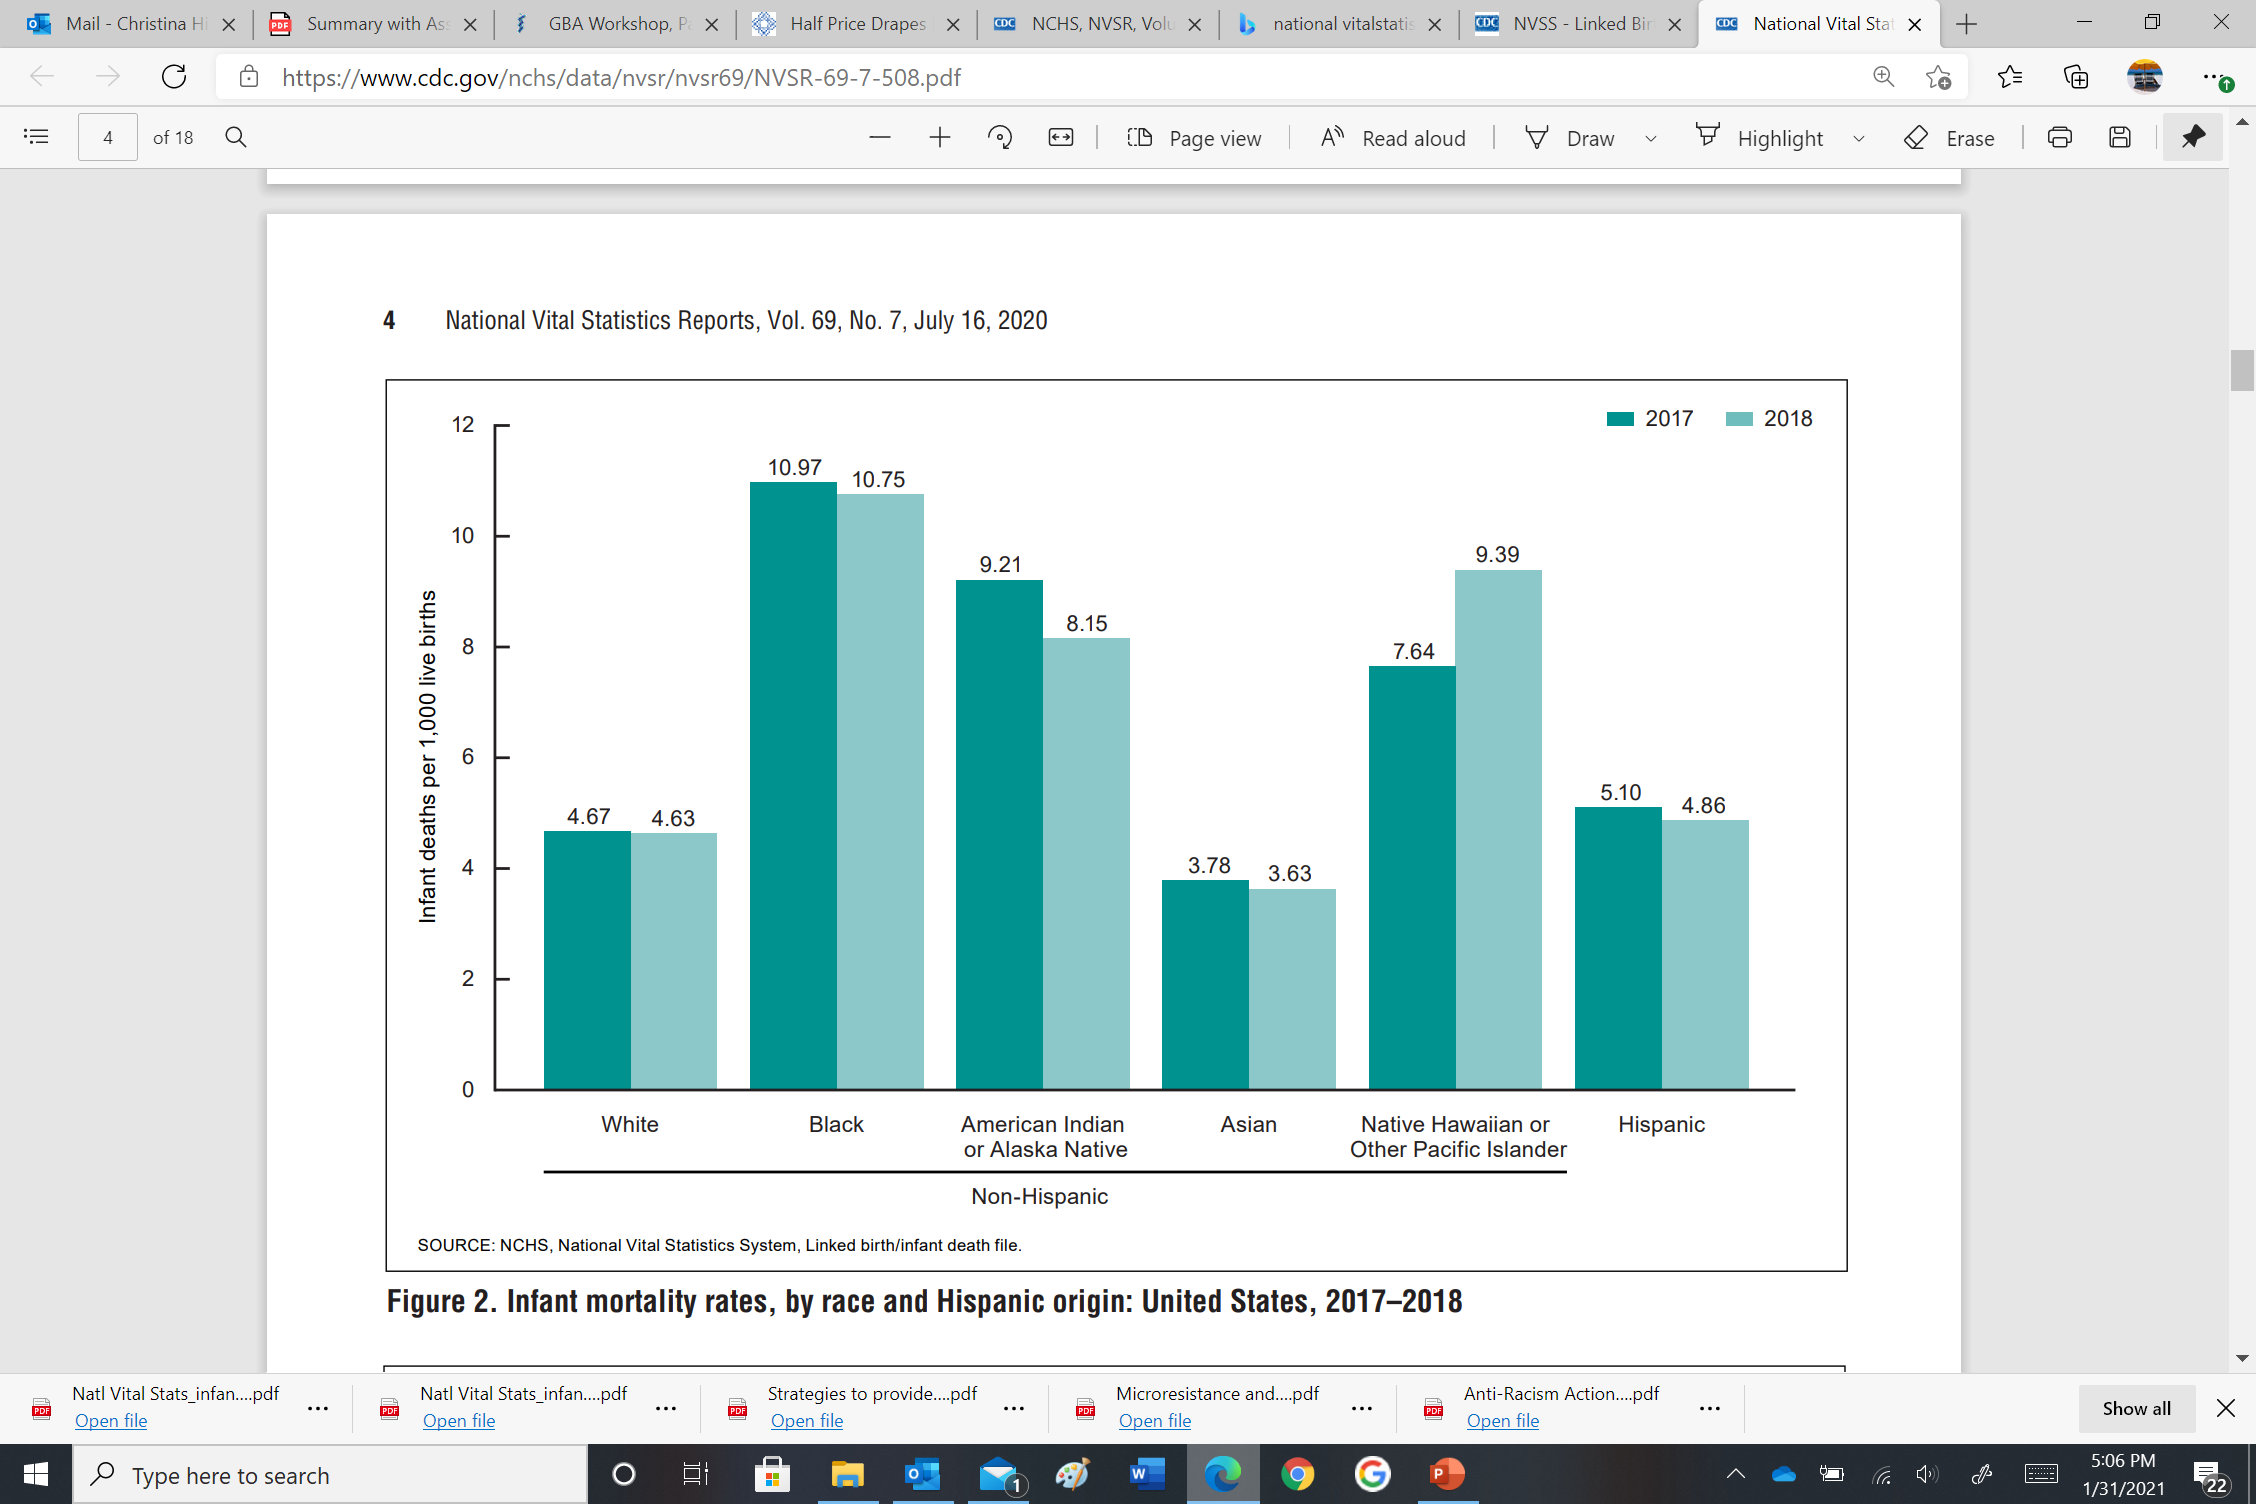 Mail - Christina Hi
Summary with Ass
GBA Workshop, Pa
Half Price Drapes
NCHS, NVSR, Volu
national vitalstatis
NVSS - Linked Bir
National Vital Stat
https://www.cdc.gov/nchs/data/nvsr/nvsr69/NVSR-69-7-508.pdf
4 of 18
Page view
Read aloud
Draw
Highlight
Erase
4 National Vital Statistics Reports, Vol. 69, No. 7, July 16, 2020
2017 2018
Infant deaths per 1,000 live births
12
10
8
6
4
2
0
4.67 4.63
10.97 10.75
9.21 8.15
3.78 3.63
7.64 9.39
5.10 4.86
White
Black
American Indian
or Alaska Native
Asian
Native Hawaiian or
Other Pacific Islander
Hispanic
Non-Hispanic
SOURCE: NCHS, National Vital Statistics System, Linked birth/infant death file.
Figure 2. Infant mortality rates, by race and Hispanic origin: United States, 2017–2018
Natl Vital Stats_infan....pdf
Open file
Natl Vital Stats_infan....pdf
Open file
Strategies to provide....pdf
Open file
Microresistance and....pdf
Open file
Anti-Racism Action....pdf
Open file
Show all
Type here to search
1
5:06 PM
1/31/2021
22